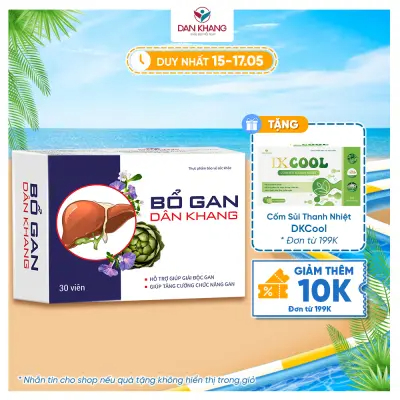 DAN KHANG
DUY NHẤT 15-17.05
TẶNG
DKCOOL
Cốm Sủi Thanh Nhiệt
DKCool
* Đơn từ 199K
GIẢM THÊM
10K
Đơn từ 199K
Thực phẩm bảo vệ sức khỏe
BỔ GAN
DÂN KHANG
BỔ GAN
DÂN KHANG
• HỖ TRỢ GIÚP GIẢI ĐỘC GAN
• GIÚP TĂNG CƯỜNG CHỨC NĂNG GAN
30 viên
* Nhắn tin cho shop nếu quà tặng không hiển thị trong giỏ